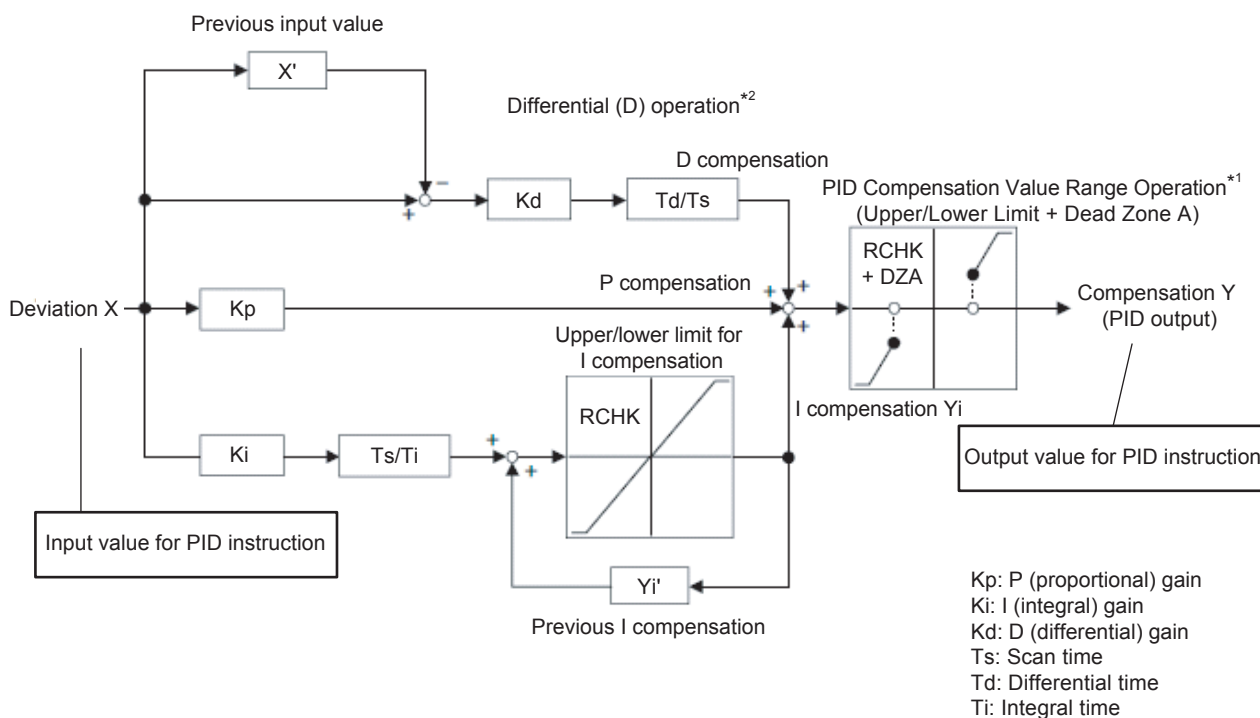 Previous input value
X'
Differential (D) operation*2
D compensation
Kd
Td/Ts
PID Compensation Value Range Operation*1
(Upper/Lower Limit + Dead Zone A)
RCHK
+ DZA
P compensation
Deviation X
Kp
Compensation Y
(PID output)
Upper/lower limit for
I compensation
RCHK
I compensation Yi
Ki
Ts/Ti
Output value for PID instruction
Input value for PID instruction
Yi'
Previous I compensation
Kp: P (proportional) gain
Ki: I (integral) gain
Kd: D (differential) gain
Ts: Scan time
Td: Differential time
Ti: Integral time